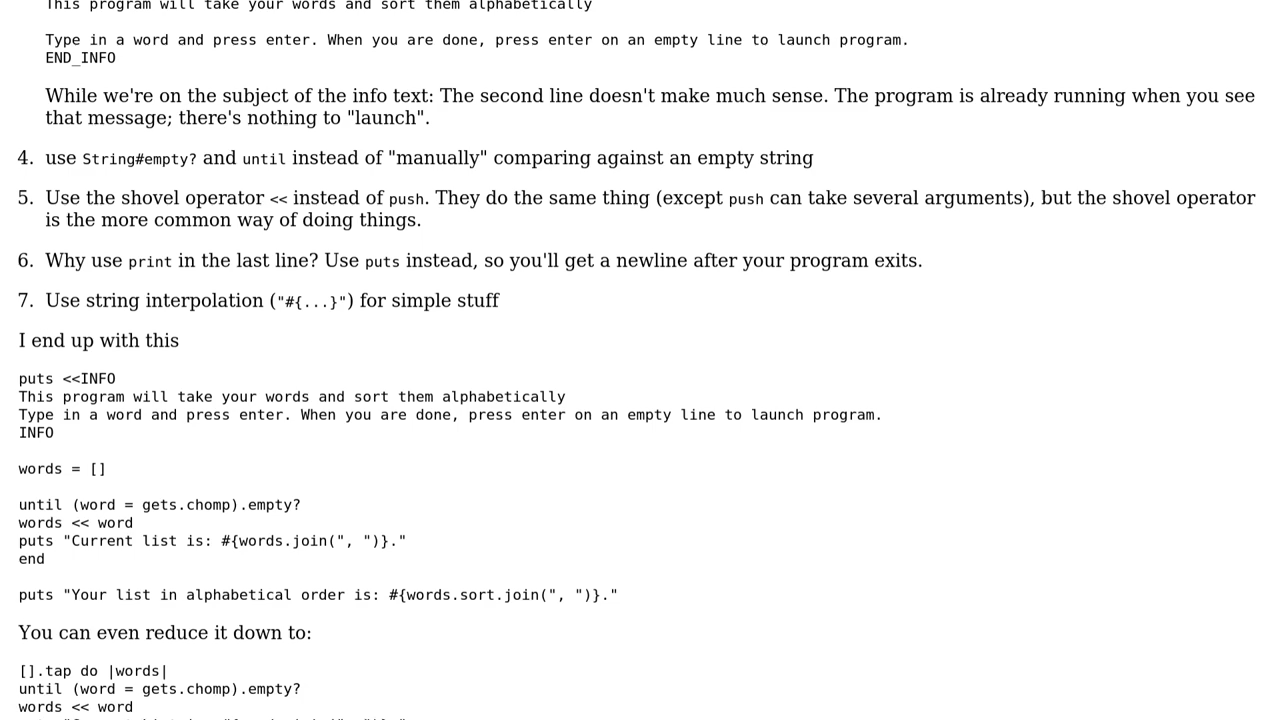 This program will take your words and sort them alphabetically
Type in a word and press enter. When you are done, press enter on an empty line to launch program.
END_INFO
While we're on the subject of the info text: The second line doesn't make much sense. The program is already running when you see
that message; there's nothing to "launch".
4. use String#empty? and until instead of "manually" comparing against an empty string
5. Use the shovel operator << instead of push. They do the same thing (except push can take several arguments), but the shovel operator
is the more common way of doing things.
6. Why use print in the last line? Use puts instead, so you'll get a newline after your program exits.
7. Use string interpolation ("#{...}") for simple stuff
I end up with this
puts <<INFO
This program will take your words and sort them alphabetically
Type in a word and press enter. When you are done, press enter on an empty line to launch program.
INFO
words = []
until (word = gets.chomp).empty?
words << word
puts "Current list is: #{words.join(", ")}."
end
puts "Your list in alphabetical order is: #{words.sort.join(", ")}."
You can even reduce it down to:
[].tap do |words|
until (word = gets.chomp).empty?
words << word